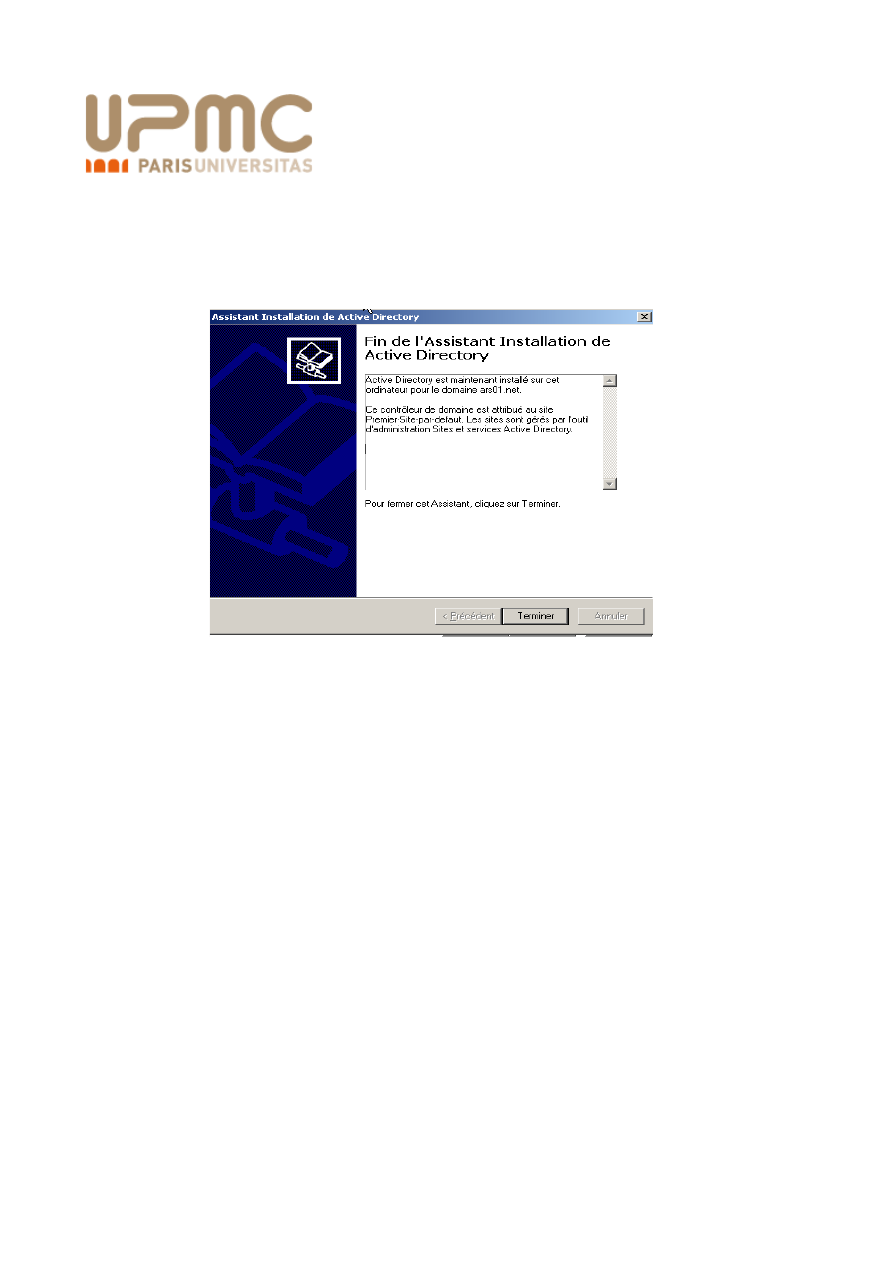 UPMC
PARISUNIVERSITAS
Assistant Installation de Active Directory
Fin de l'Assistant Installation de
Active Directory
Active Directory est maintenant installé sur cet
ordinateur pour le domaine ars01.net.
Ce contrôleur de domaine est attribué au site
Premier-Site-par-defaut. Les sites sont gérés par l'outil
d'administration Sites et services Active Directory.
Pour fermer cet Assistant, cliquez sur Terminer.
< Précédent
Terminer
Annuler